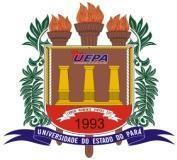 UEPA
1993
UNIVERSIDADE DO ESTADO DO PARÁ